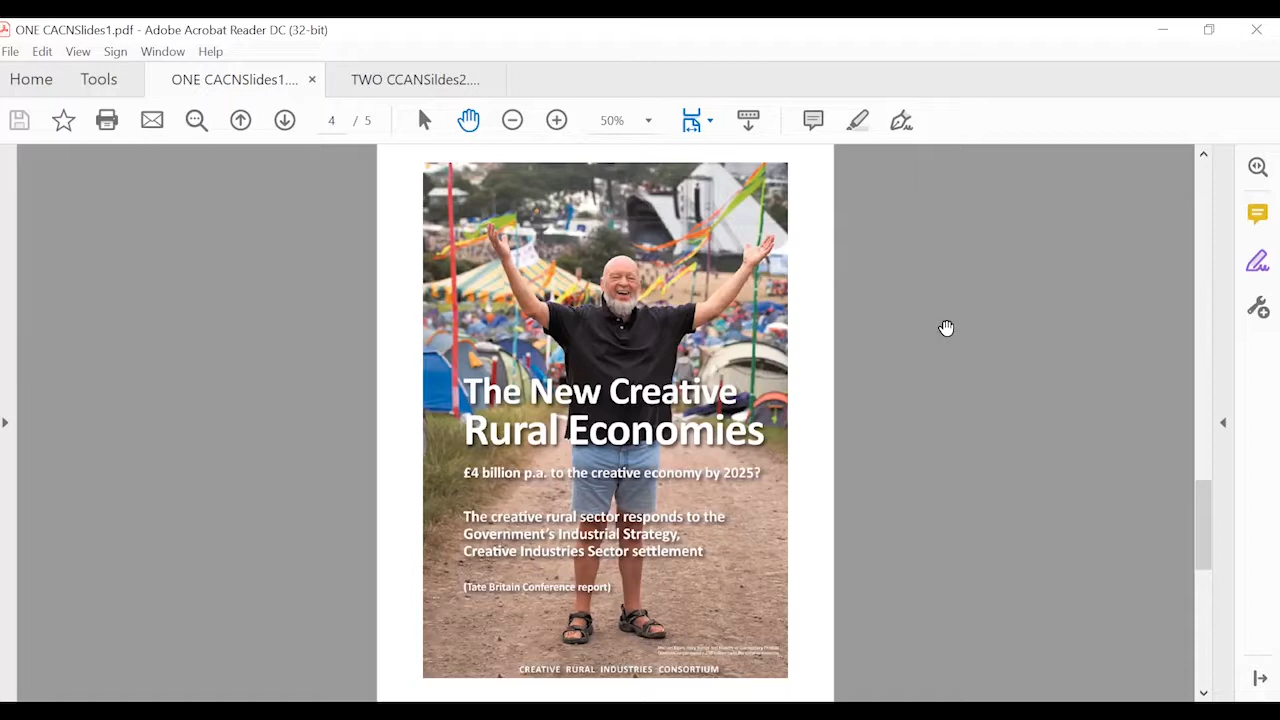 ONE CACNSlides1.pdf - Adobe Acrobat Reader DC (32-bit)
File Edit View Sign Window Help
Home Tools ONE CACNSlides1.... × TWO CCANSildes2....
4 / 5 50%
The New Creative
Rural Economies
£4 billion p.a. to the creative economy by 2025?
The creative rural sector responds to the
Government's Industrial Strategy,
Creative Industries Sector settlement
(Tate Britain Conference report)
CREATIVE RURAL INDUSTRIES CONSORTIUM